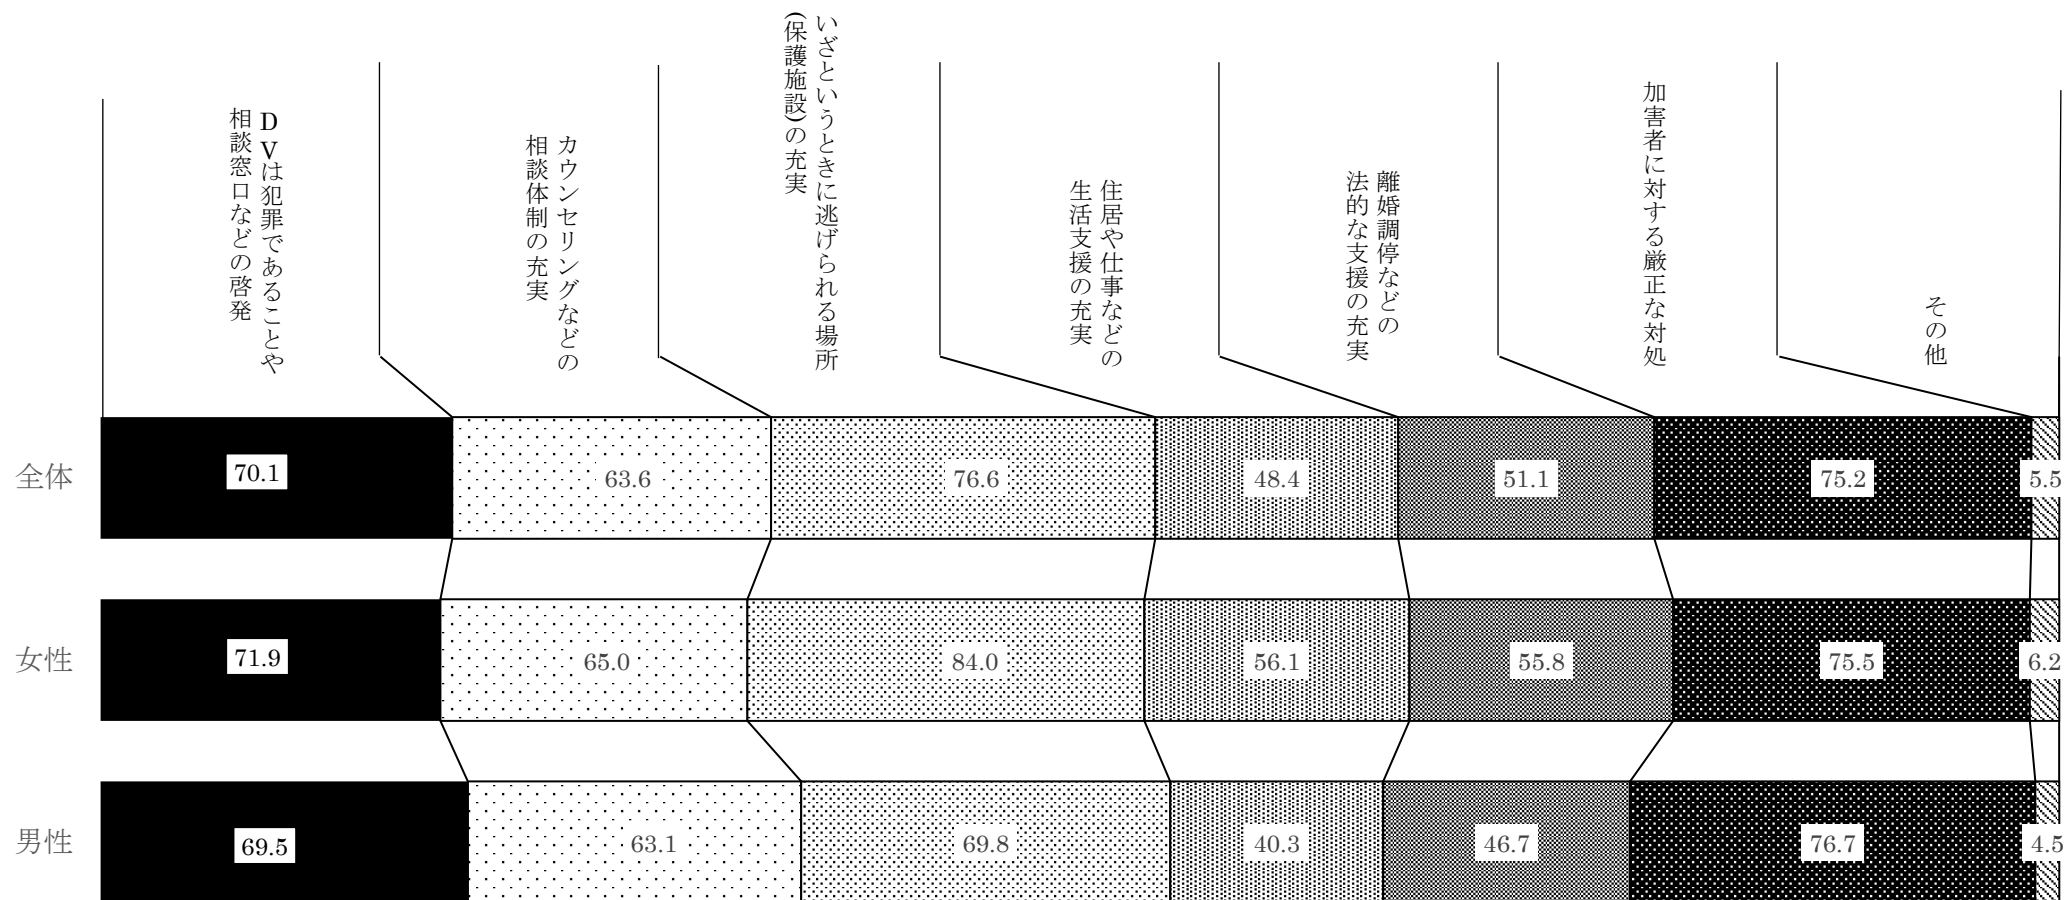 DVは犯罪であることや
相談窓口などの啓発
カウンセリングなどの
相談体制の充実
いざというときに逃げられる場所
(保護施設)の充実
住居や仕事などの
生活支援の充実
離婚調停などの
法的な支援の充実
加害者に対する厳正な対処
その他
全体 70.1 63.6 76.6 48.4 51.1 75.2 5.5
女性 71.9 65.0 84.0 56.1 55.8 75.5 6.2
男性 69.5 63.1 69.8 40.3 46.7 76.7 4.5